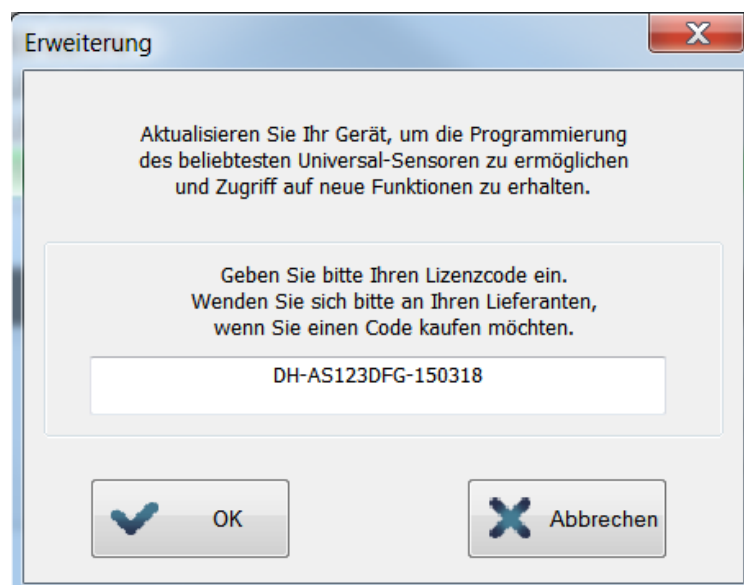 Erweiterung
X
Aktualisieren Sie Ihr Gerät, um die Programmierung
des beliebtesten Universal-Sensoren zu ermöglichen
und Zugriff auf neue Funktionen zu erhalten.
Geben Sie bitte Ihren Lizenzcode ein.
Wenden Sie sich bitte an Ihren Lieferanten,
wenn Sie einen Code kaufen möchten.
DH-AS123DFG-150318
OK
Abbrechen